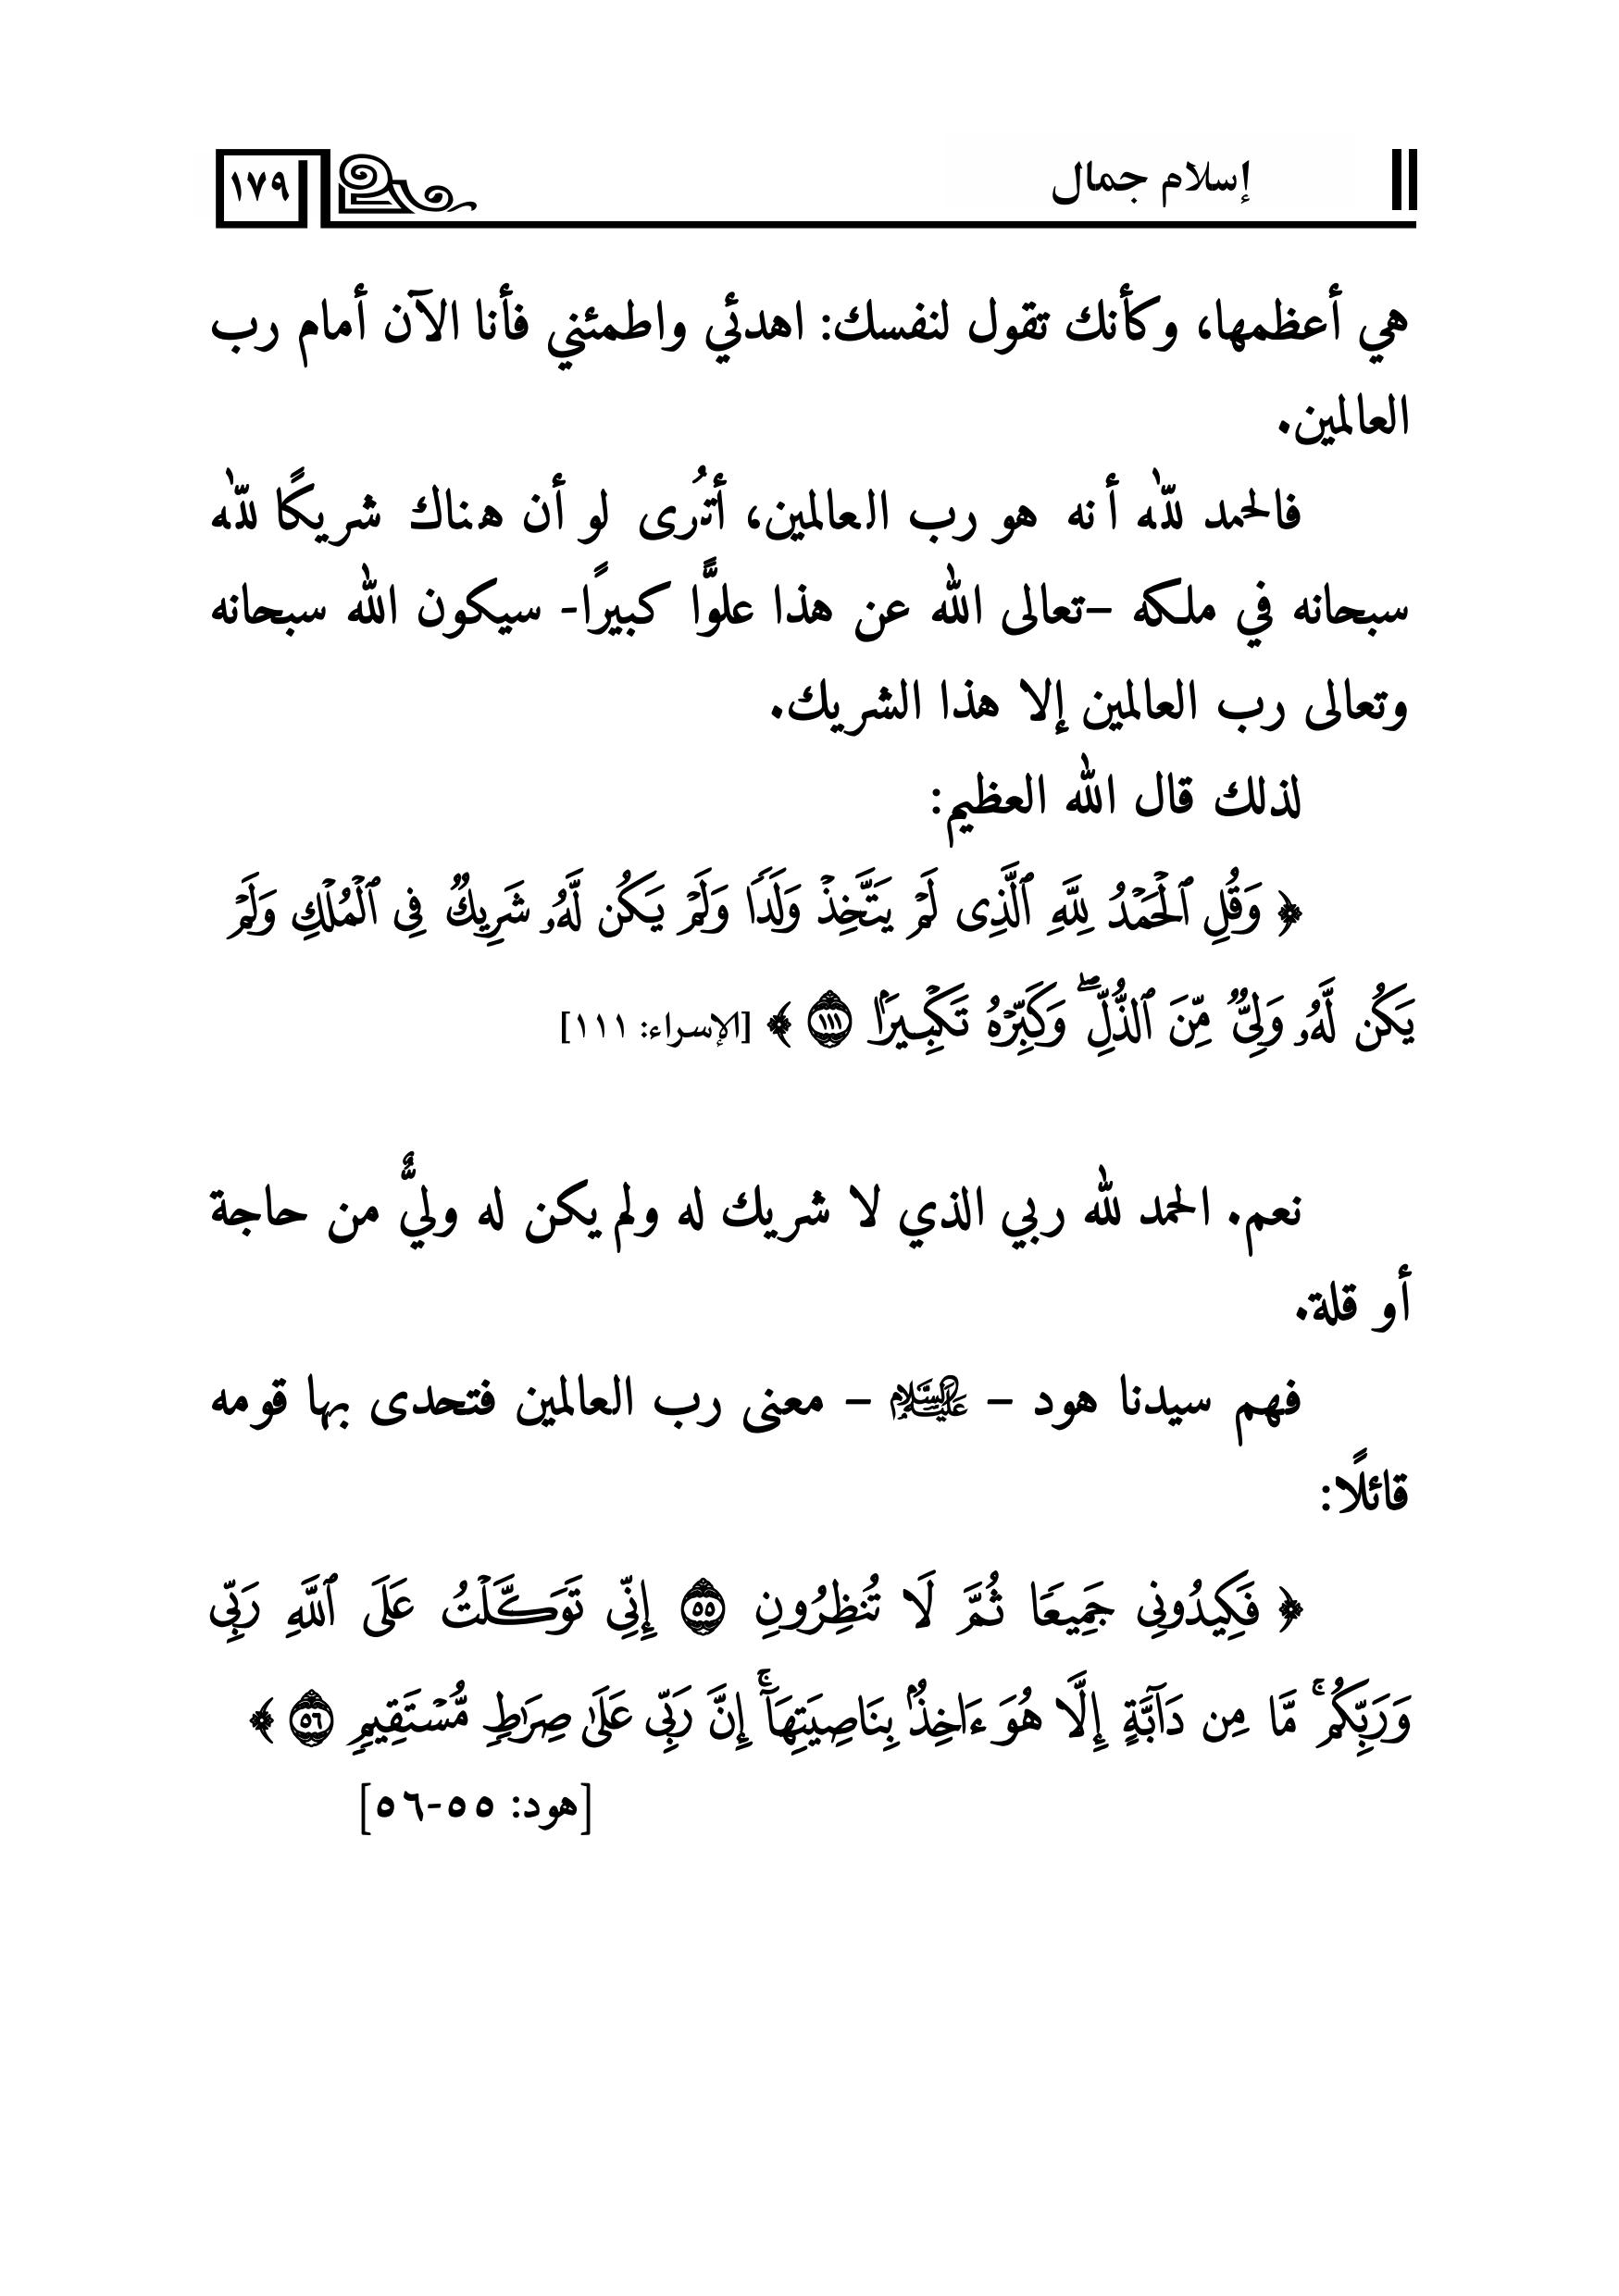 إسلام جمال
١٧٩
هي أعظمها، وكأنك تقول لنفسك: اهدئي واطمئني فأنا الآن أمام رب
العالمين.
فالحمد لله أنه هو رب العالمين، أتُرى لو أن هناك شريكًا لله
سبحانه في ملكه –تعالى الله عن هذا علوًّا كبيرًا- سيكون الله سبحانه
وتعالى رب العالمين إلا هذا الشريك.
لذلك قال الله العظيم:
﴿ وَقُلِ ٱلْحَمْدُ لِلَّهِ ٱلَّذِى لَمْ يَتَّخِذْ وَلَدًا وَلَمْ يَكُن لَّهُۥ شَرِيكٌ فِى ٱلْمُلْكِ وَلَمْ
يَكُن لَّهُۥ وَلِىٌّ مِّنَ ٱلذُّلِّ ۖ وَكَبِّرْهُ تَكْبِيرًۢا ١١١ ﴾ [الإسراء: ١١١]
نعم. الحمد لله ربي الذي لا شريك له ولم يكن له وليٌّ من حاجة
أو قلة.
فهم سيدنا هود – عَلَيْهِ السَّلَامُ – معنى رب العالمين فتحدى بها قومه
قائلًا:
﴿ فَكِيدُونِى جَمِيعًا ثُمَّ لَا تُنظِرُونِ ٥٥ إِنِّى تَوَكَّلْتُ عَلَى ٱللَّهِ رَبِّى
وَرَبِّكُم ۚ مَّا مِن دَآبَّةٍ إِلَّا هُوَ ءَاخِذٌۢ بِنَاصِيَتِهَآ ۚ إِنَّ رَبِّى عَلَىٰ صِرَٰطٍ مُّسْتَقِيمٍ ٥٦ ﴾
[هود: ٥٥-٥٦]